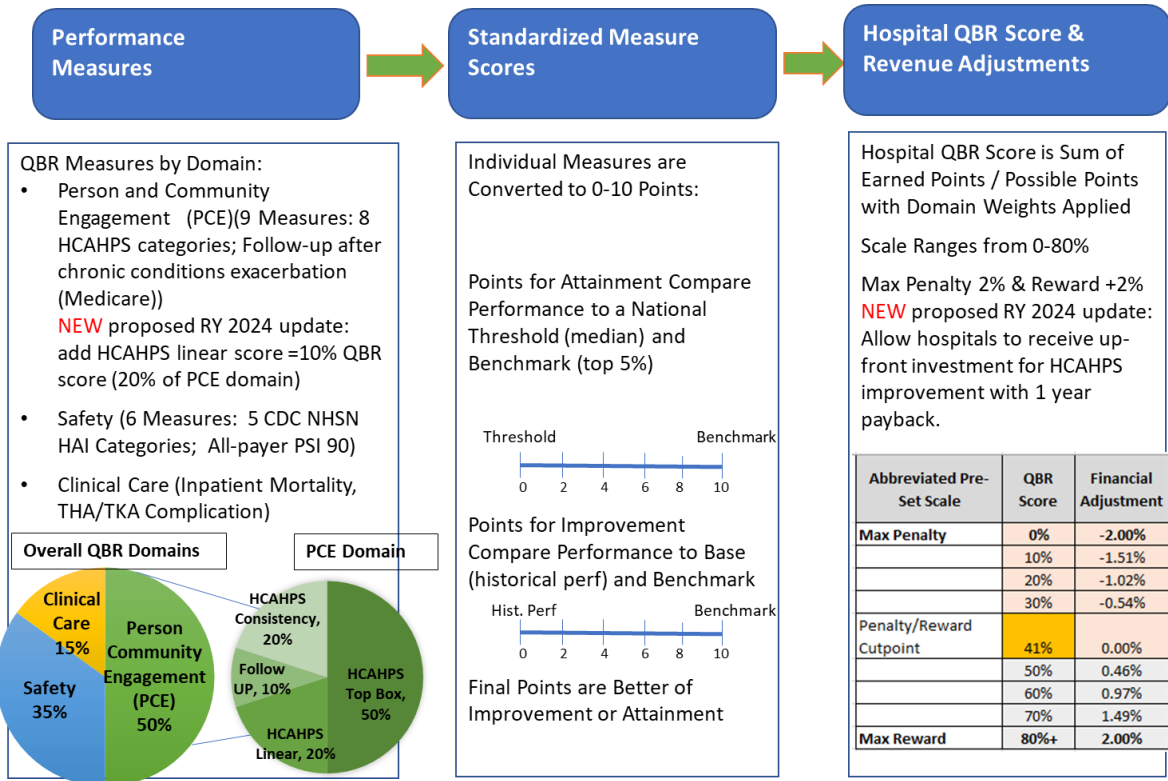 Performance
Measures
Standardized Measure
Scores
Hospital QBR Score &
Revenue Adjustments
QBR Measures by Domain:
• Person and Community
Engagement (PCE)(9 Measures: 8
HCAHPS categories; Follow-up after
chronic conditions exacerbation
(Medicare))
NEW proposed RY 2024 update:
add HCAHPS linear score =10% QBR
score (20% of PCE domain)
• Safety (6 Measures: 5 CDC NHSN
HAI Categories; All-payer PSI 90)
• Clinical Care (Inpatient Mortality,
THA/TKA Complication)
Overall QBR Domains
PCE Domain
Clinical
Care
15%
Person
Community
Engagement
(PCE)
50%
Safety
35%
HCAHPS
Consistency,
20%
Follow
UP, 10%
HCAHPS
Linear, 20%
HCAHPS
Top Box,
50%
Individual Measures are
Converted to 0-10 Points:
Points for Attainment Compare
Performance to a National
Threshold (median) and
Benchmark (top 5%)
Threshold Benchmark
0 2 4 6 8 10
Points for Improvement
Compare Performance to Base
(historical perf) and Benchmark
Hist. Perf Benchmark
0 2 4 6 8 10
Final Points are Better of
Improvement or Attainment
Hospital QBR Score is Sum of
Earned Points / Possible Points
with Domain Weights Applied
Scale Ranges from 0-80%
Max Penalty 2% & Reward +2%
NEW proposed RY 2024 update:
Allow hospitals to receive up-
front investment for HCAHPS
improvement with 1 year
payback.
Abbreviated Pre- QBR Financial
Set Scale Score Adjustment
Max Penalty 0% -2.00%
10% -1.51%
20% -1.02%
30% -0.54%
Penalty/Reward
Cutpoint 41% 0.00%
50% 0.46%
60% 0.97%
70% 1.49%
Max Reward 80%+ 2.00%